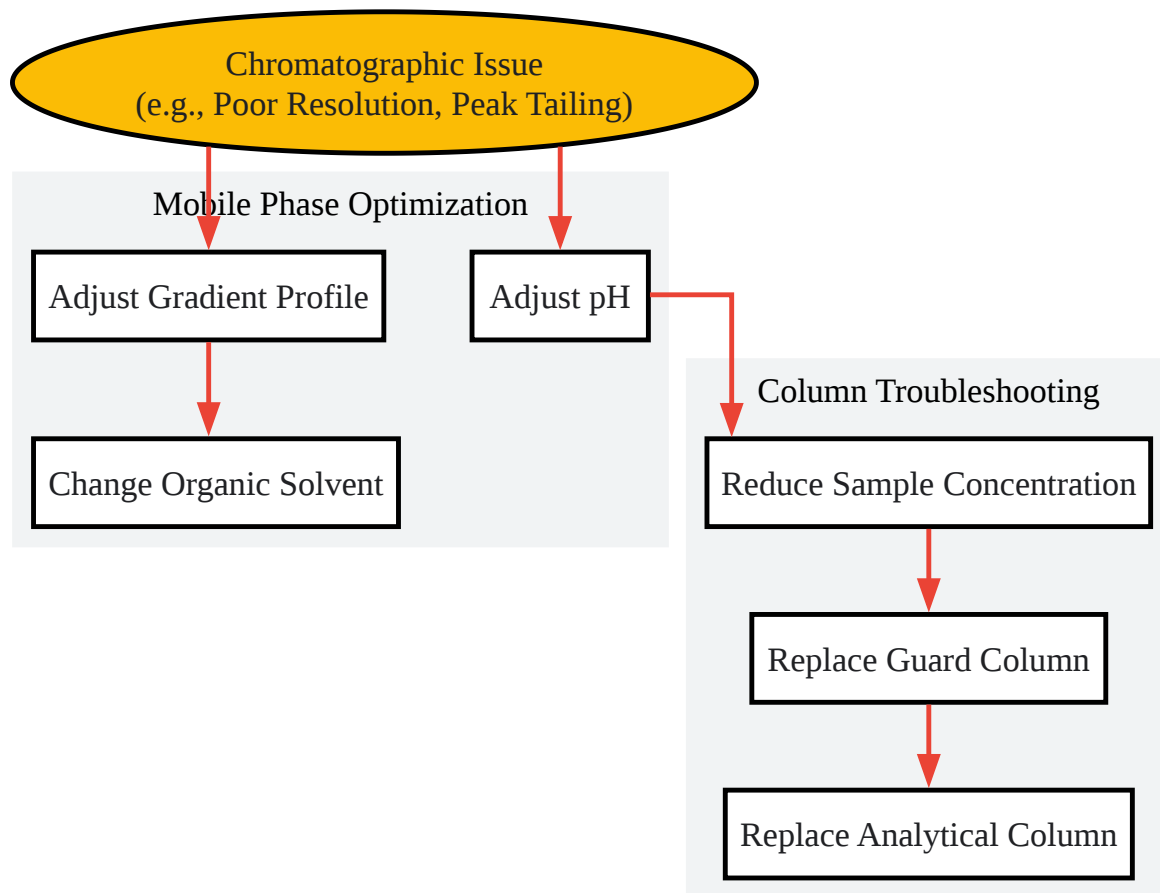 Chromatographic Issue
(e.g., Poor Resolution, Peak Tailing)
Mobile Phase Optimization
Adjust Gradient Profile
Adjust pH
Change Organic Solvent
Column Troubleshooting
Reduce Sample Concentration
Replace Guard Column
Replace Analytical Column